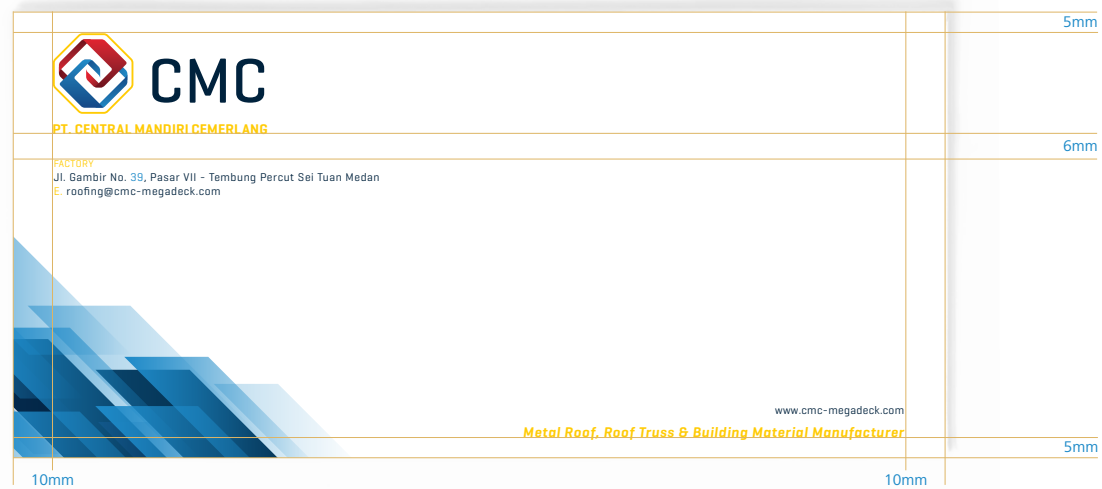 5mm
CMC
PT. CENTRAL MANDIRI CEMERLANG
6mm
FACTORY
Jl. Gambir No. 39, Pasar VII - Tembung Percut Sei Tuan Medan
E. roofing@cmc-megadeck.com
www.cmc-megadeck.com
Metal Roof, Roof Truss & Building Material Manufacturer
5mm
10mm
10mm